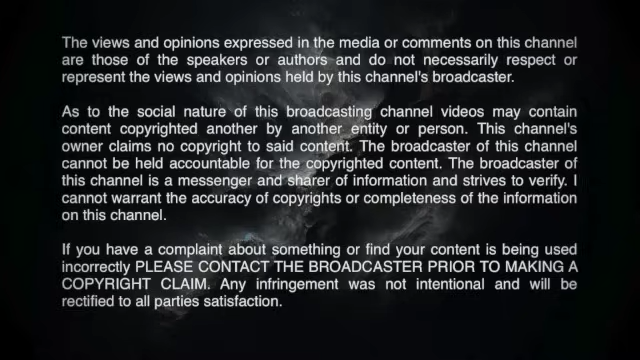 The views and opinions expressed in the media or comments on this channel
are those of the speakers or authors and do not necessarily respect or
represent the views and opinions held by this channel's broadcaster.
As to the social nature of this broadcasting channel videos may contain
content copyrighted another by another entity or person. This channel's
owner claims no copyright to said content. The broadcaster of this channel
cannot be held accountable for the copyrighted content. The broadcaster of
this channel is a messenger and sharer of information and strives to verify. I
cannot warrant the accuracy of copyrights or completeness of the information
on this channel.
If you have a complaint about something or find your content is being used
incorrectly PLEASE CONTACT THE BROADCASTER PRIOR TO MAKING A
COPYRIGHT CLAIM. Any infringement was not intentional and will be
rectified to all parties satisfaction.